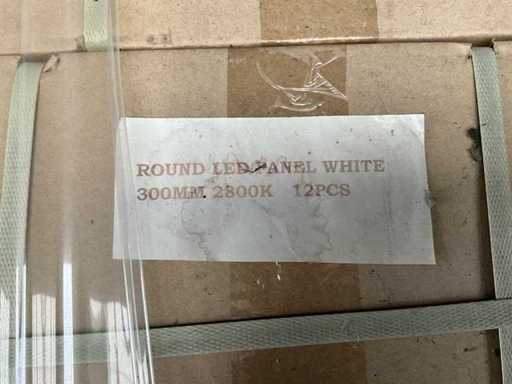 ROUND LED PANEL WHITE
300MM 2800K 12PCS